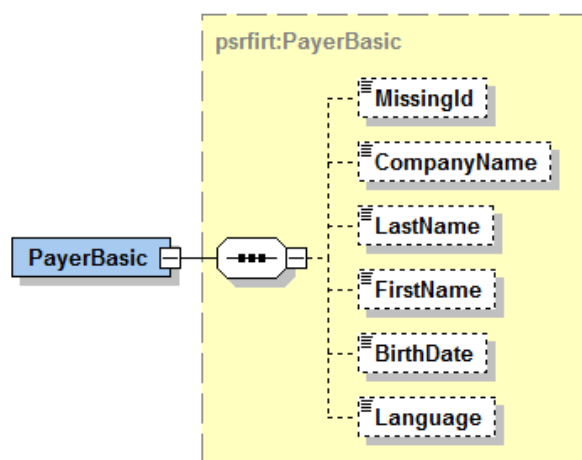 psrfirt:PayerBasic
MissingId
CompanyName
LastName
PayerBasic
FirstName
BirthDate
Language